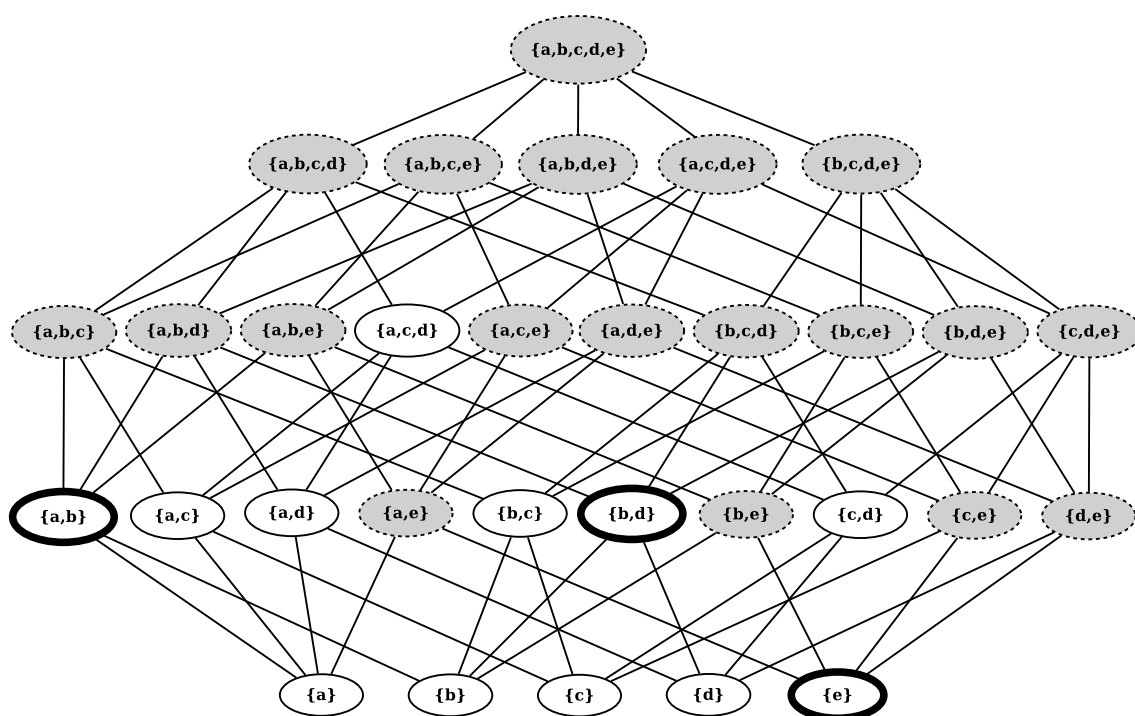 {a,b,c,d,e}
{a,b,c,d} {a,b,c,e} {a,b,d,e} {a,c,d,e} {b,c,d,e}
{a,b,c} {a,b,d} {a,b,e} {a,c,d} {a,c,e} {a,d,e} {b,c,d} {b,c,e} {b,d,e} {c,d,e}
{a,b} {a,c} {a,d} {a,e} {b,c} {b,d} {b,e} {c,d} {c,e} {d,e}
{a} {b} {c} {d} {e}